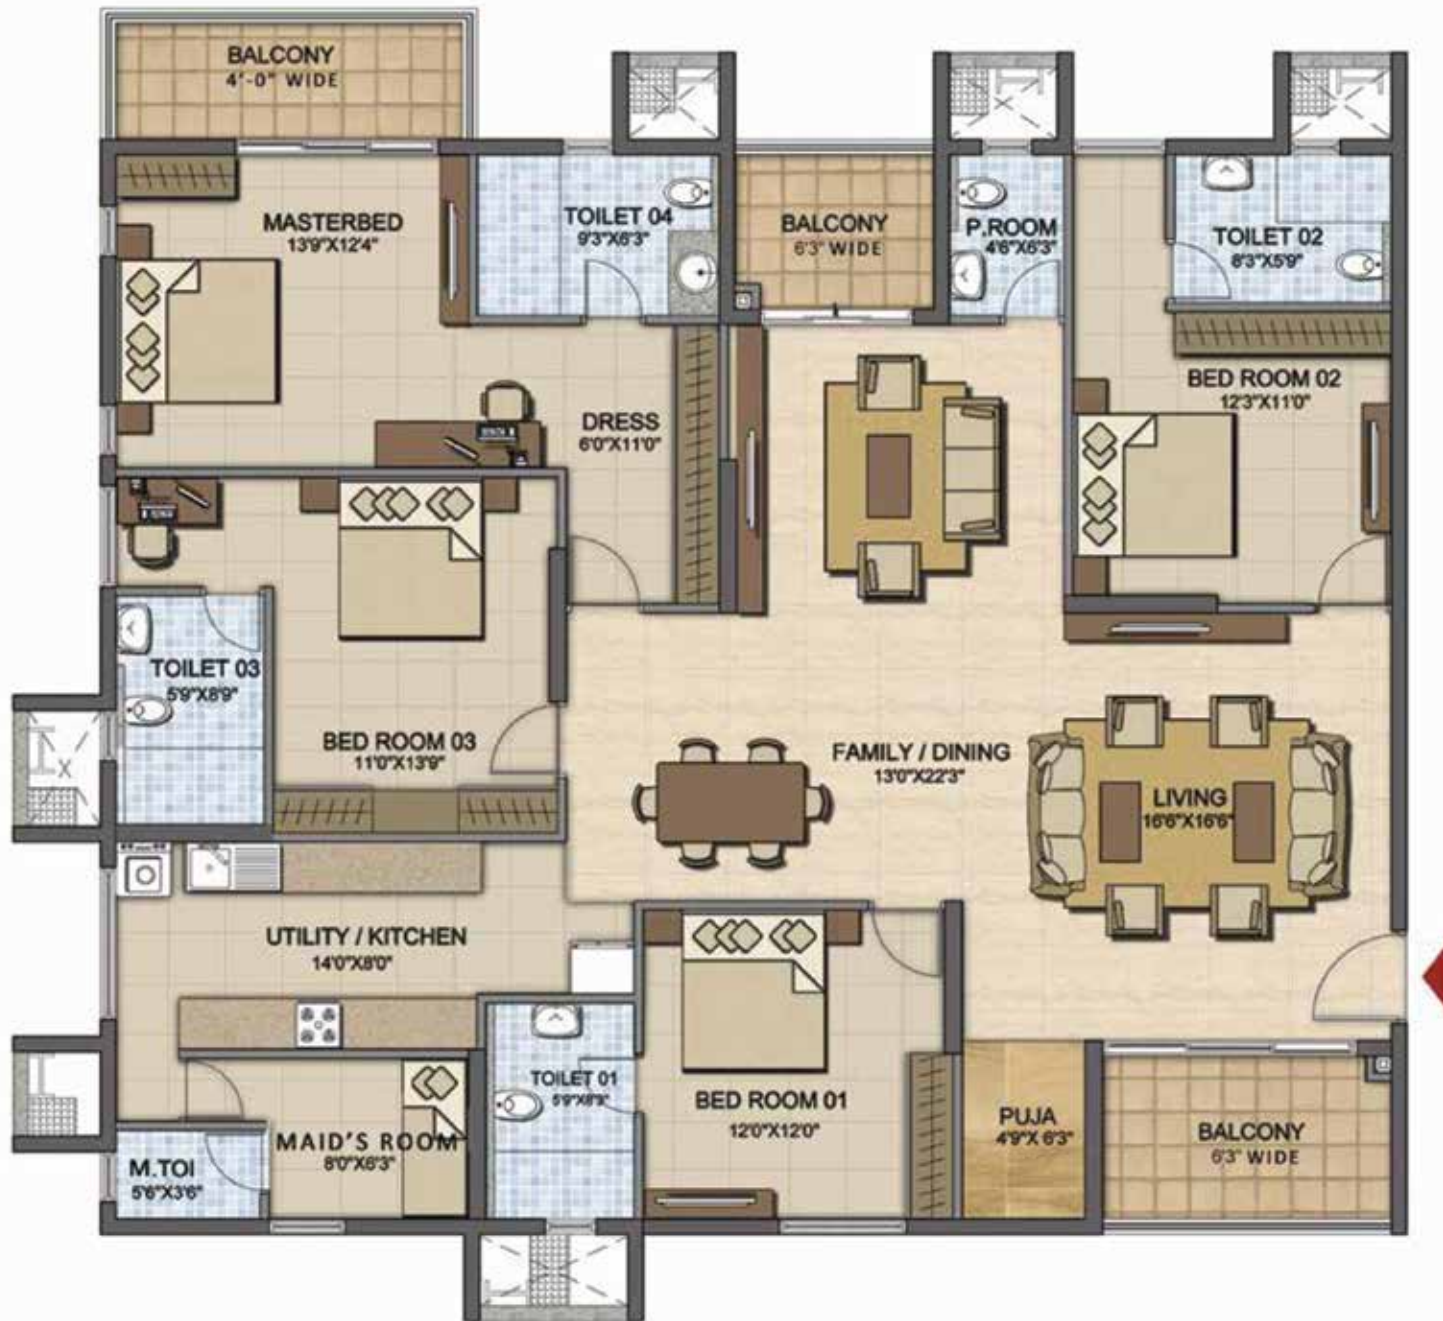 BALCONY
4'-0" WIDE
MASTERBED
13'9"X12'4"
TOILET 04
9'3"X6'3"
BALCONY
6'3" WIDE
P.ROOM
4'6"X6'3"
TOILET 02
8'3"X5'9"
DRESS
6'0"X11'0"
BED ROOM 02
12'3"X11'0"
TOILET 03
5'9"X8'9"
BED ROOM 03
11'0"X13'9"
FAMILY / DINING
13'0"X22'3"
LIVING
16'6"X16'6"
UTILITY / KITCHEN
14'0"X8'0"
TOILET 01
5'9"X8'9"
BED ROOM 01
12'0"X12'0"
PUJA
4'9"X 6'3"
BALCONY
6'3" WIDE
MAID'S ROOM
8'0"X6'3"
M.TOI
5'6"X3'6"